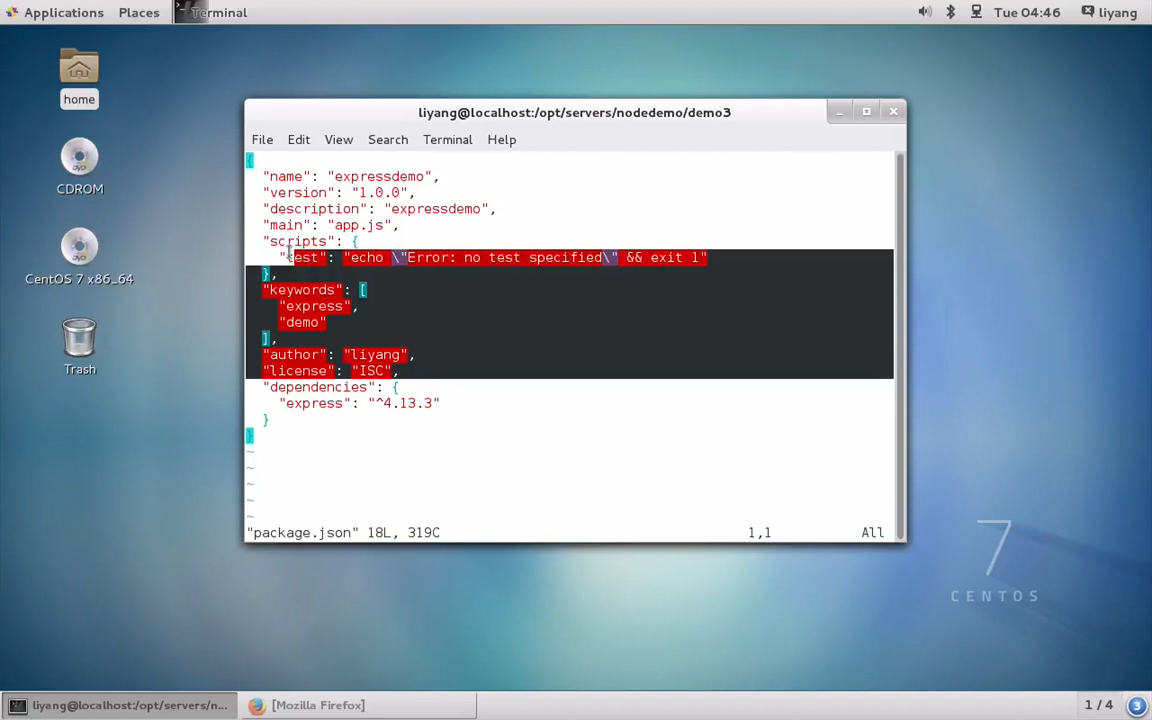 Applications Places Terminal Tue 04:46 liyang
home
CDROM
CentOS 7 x86_64
Trash
liyang@localhost:/opt/servers/nodedemo/demo3
File Edit View Search Terminal Help
{
"name": "expressdemo",
"version": "1.0.0",
"description": "expressdemo",
"main": "app.js",
"scripts": {
"test": "echo \"Error: no test specified\" && exit 1"
},
"keywords": [
"express",
"demo"
],
"author": "liyang",
"license": "ISC",
"dependencies": {
"express": "^4.13.3"
}
}
~
~
~
~
~
"package.json" 18L, 319C 1,1 All
7
CENTOS
liyang@localhost:/opt/servers/n... [Mozilla Firefox] 1 / 4 3